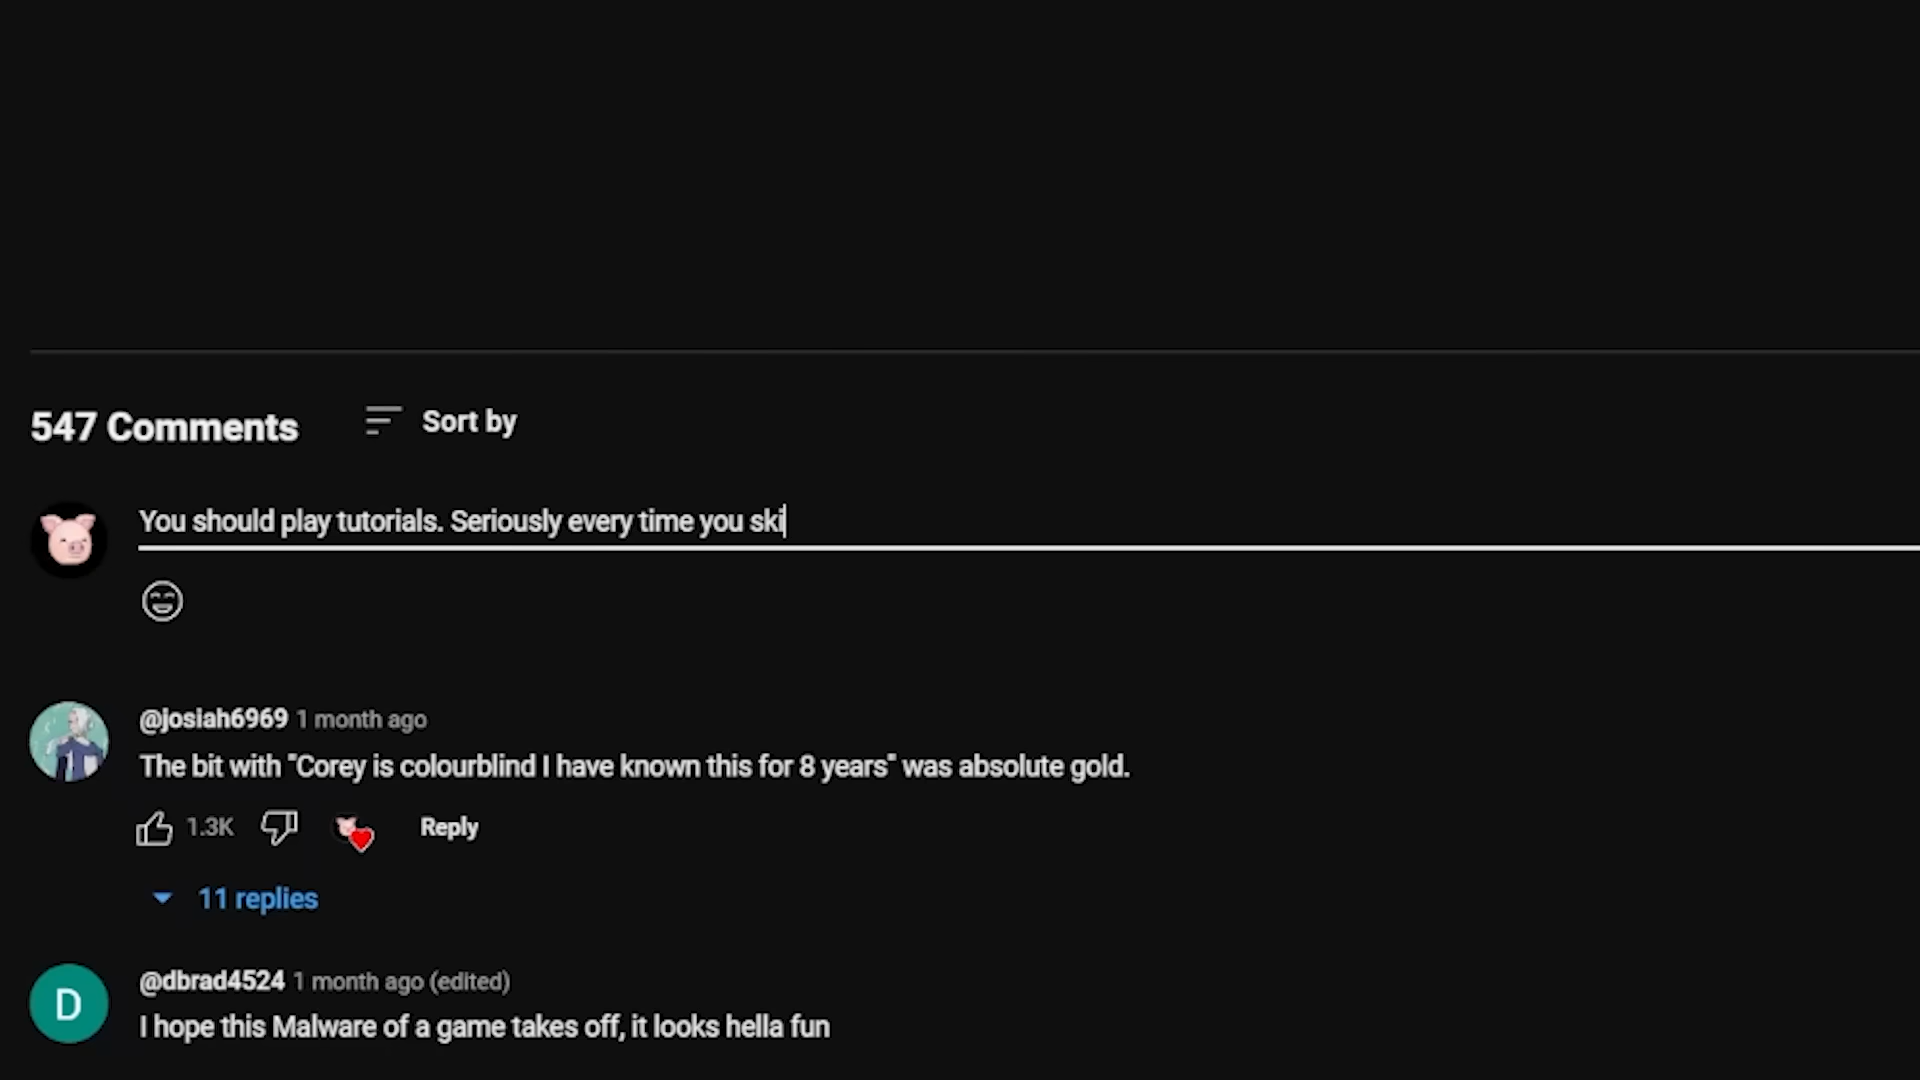 547 Comments
Sort by
You should play tutorials. Seriously every time you ski
@josiah6969 1 month ago
The bit with "Corey is colourblind I have known this for 8 years" was absolute gold.
1.3K
Reply
11 replies
D
@dbrad4524 1 month ago (edited)
I hope this Malware of a game takes off, it looks hella fun